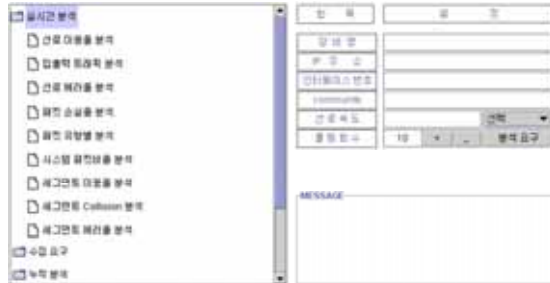 실시간 분석
선로 이용률 분석
입출력 트래픽 분석
선로 에러율 분석
패킷 손실율 분석
패킷 유형별 분석
시스템 패킷비율 분석
세그먼트 이용률 분석
세그먼트 Collision 분석
세그먼트 에러율 분석
수집 요구
누적 분석
항 목
설 정
장 비 명
IP 주 소
인터페이스번호
community
선 로 속 도
선택
폴 링 횟 수
10 + _ 분석 요구
MESSAGE